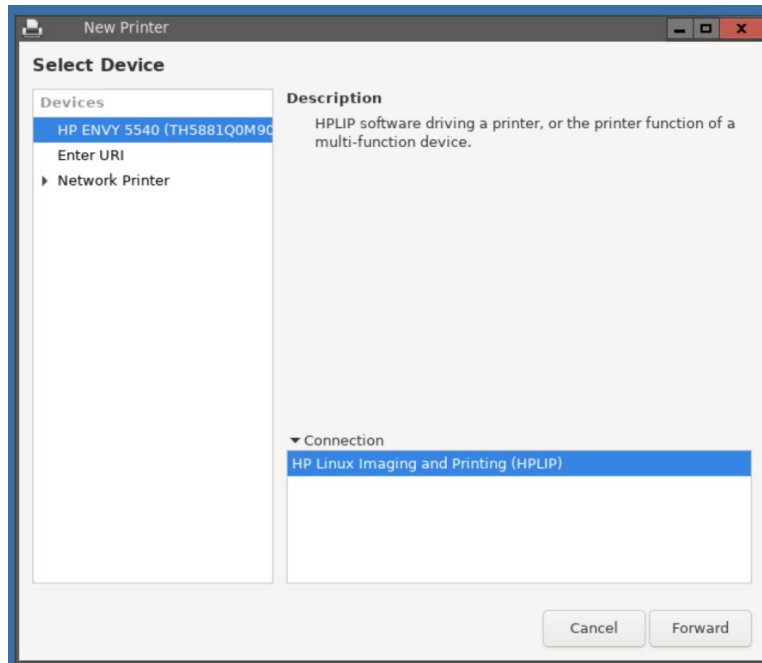 New Printer
Select Device
Devices
HP ENVY 5540 (TH5881Q0M90
Enter URI
Network Printer
Description
HPLIP software driving a printer, or the printer function of a
multi-function device.
Connection
HP Linux Imaging and Printing (HPLIP)
Cancel
Forward